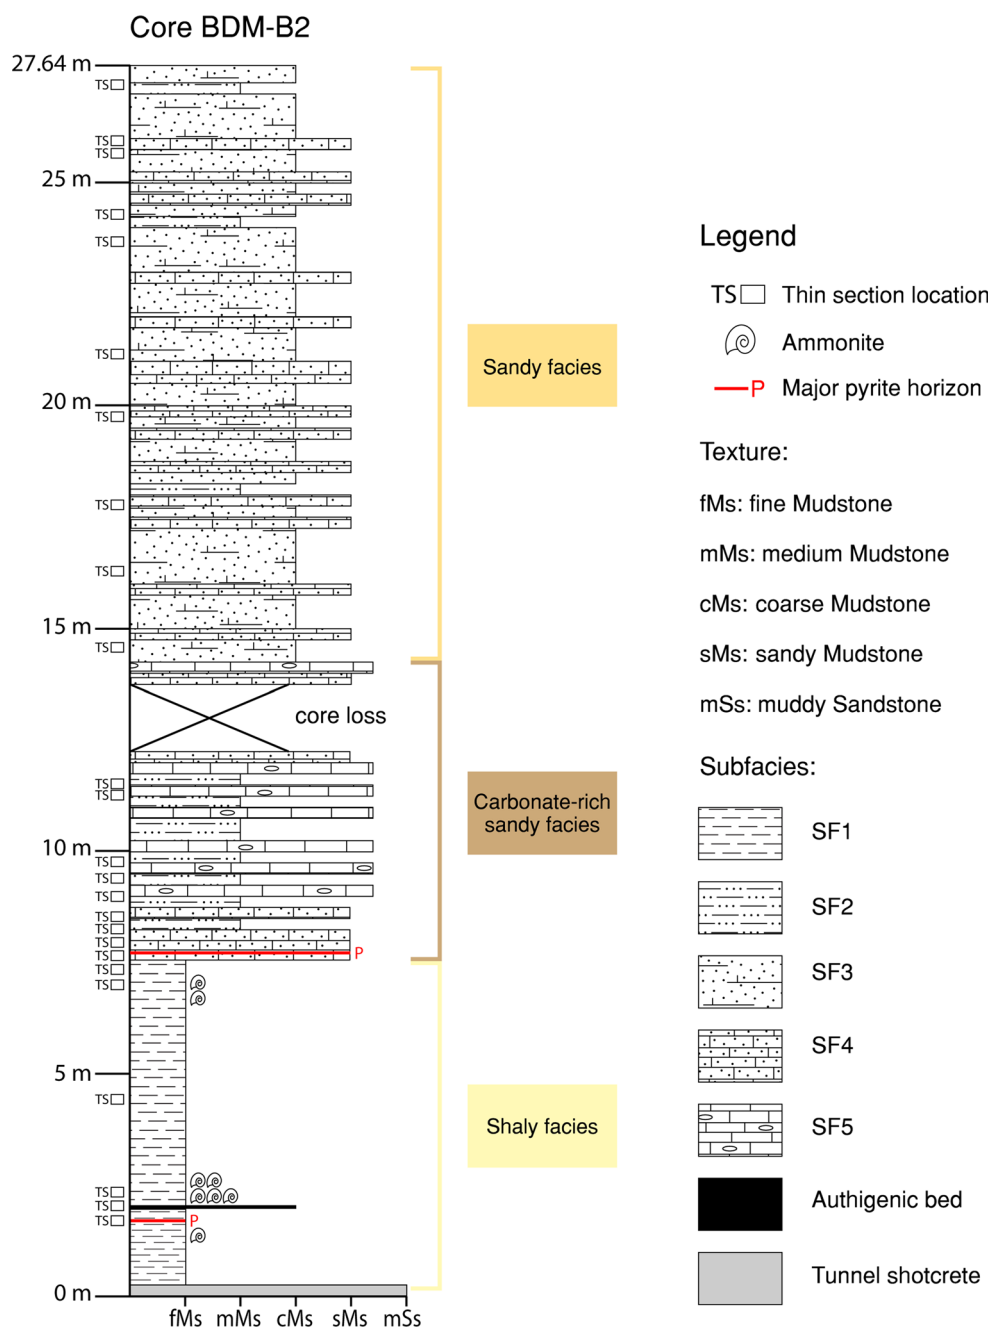 Core BDM-B2
27.64 m
TS
TS
TS
25 m
TS
TS
TS
20 m
TS
TS
TS
15 m
TS
core loss
TS
TS
10 m
TS
TS
TS
TS
TS
TS
P
TS
TS
TS
5 m
TS
TS
TS
P
TS
0 m
fMs mMs cMs sMs mSs
Sandy facies
Carbonate-rich
sandy facies
Shaly facies
Legend
TS Thin section location
Ammonite
P Major pyrite horizon
Texture:
fMs: fine Mudstone
mMs: medium Mudstone
cMs: coarse Mudstone
sMs: sandy Mudstone
mSs: muddy Sandstone
Subfacies:
SF1
SF2
SF3
SF4
SF5
Authigenic bed
Tunnel shotcrete